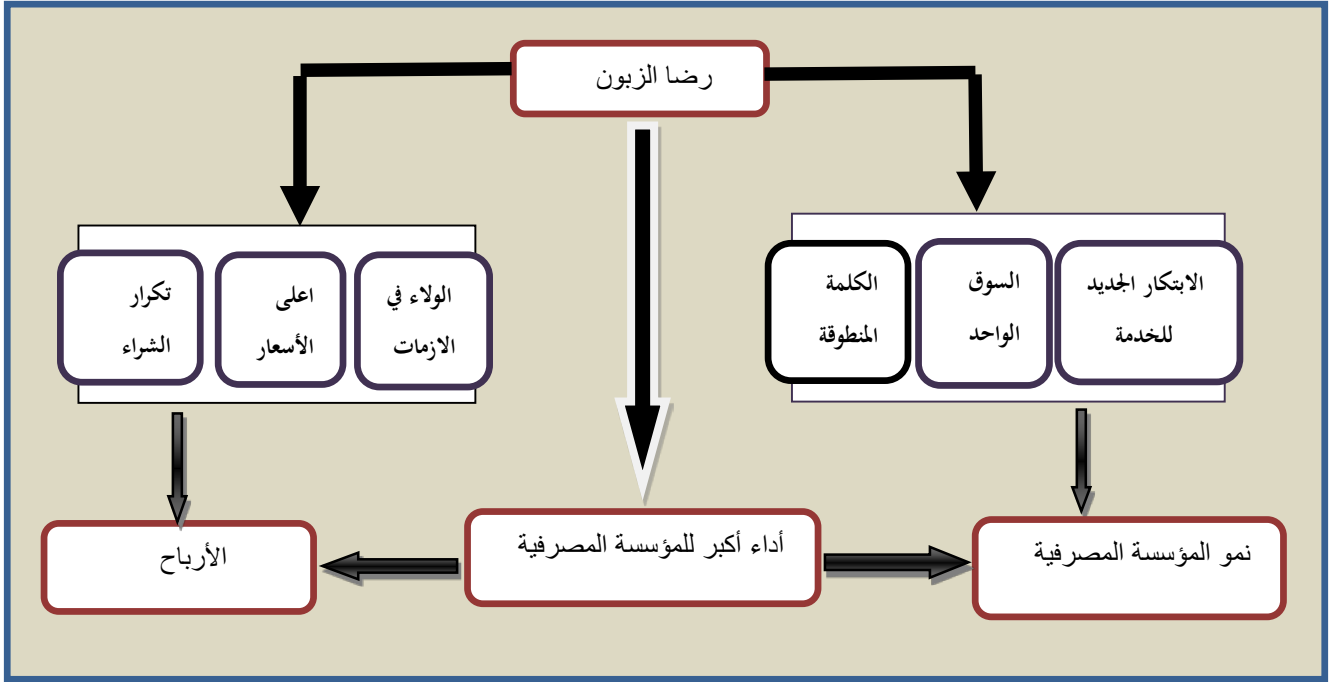 رضا الزبون
الابتكار الجديد
للخدمة
السوق
الواحد
الكلمة
المنطوقة
الولاء في
الازمات
اعلى
الأسعار
تكرار
الشراء
نمو المؤسسة المصرفية
أداء أكبر للمؤسسة المصرفية
الأرباح